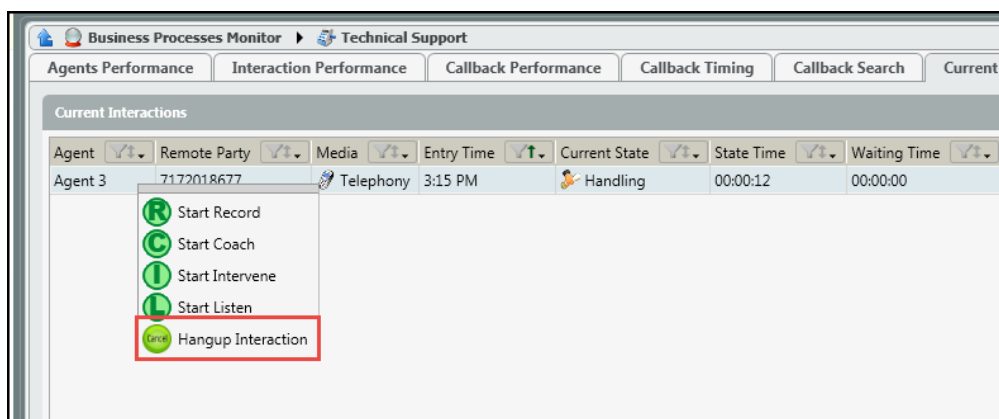 Business Processes Monitor Technical Support
Agents Performance Interaction Performance Callback Performance Callback Timing Callback Search Current
Current Interactions
Agent Remote Party Media Entry Time Current State State Time Waiting Time
Agent 3 7172018677 Telephony 3:15 PM Handling 00:00:12 00:00:00
R Start Record
C Start Coach
I Start Intervene
L Start Listen
Cancel Hangup Interaction